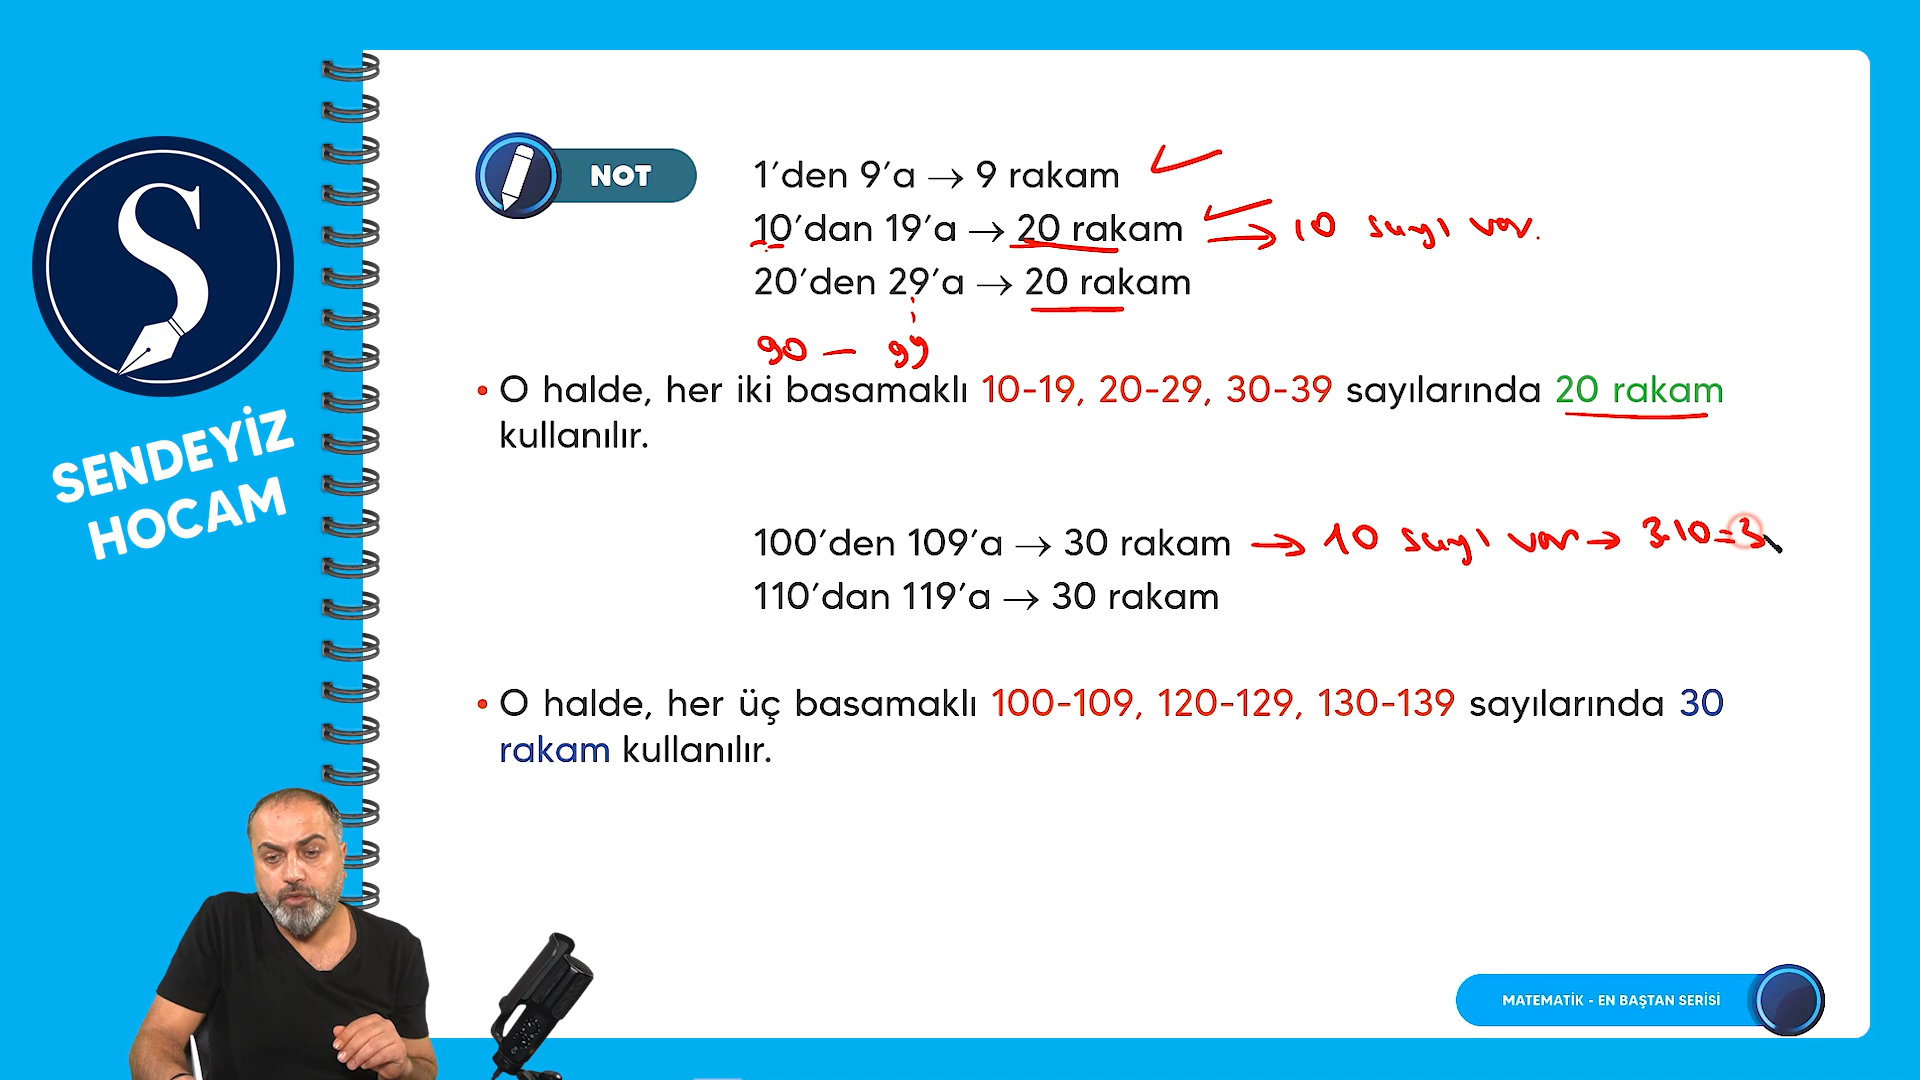 S
SENDEYİZ
HOCAM
NOT
1'den 9'a → 9 rakam
10'dan 19'a → 20 rakam → 10 sayı var.
20'den 29'a → 20 rakam
90 — 99
• O halde, her iki basamaklı 10-19, 20-29, 30-39 sayılarında 20 rakam
kullanılır.
100'den 109'a → 30 rakam → 10 sayı var → 3.10=3
110'dan 119'a → 30 rakam
• O halde, her üç basamaklı 100-109, 120-129, 130-139 sayılarında 30
rakam kullanılır.
MATEMATİK - EN BAŞTAN SERİSİ